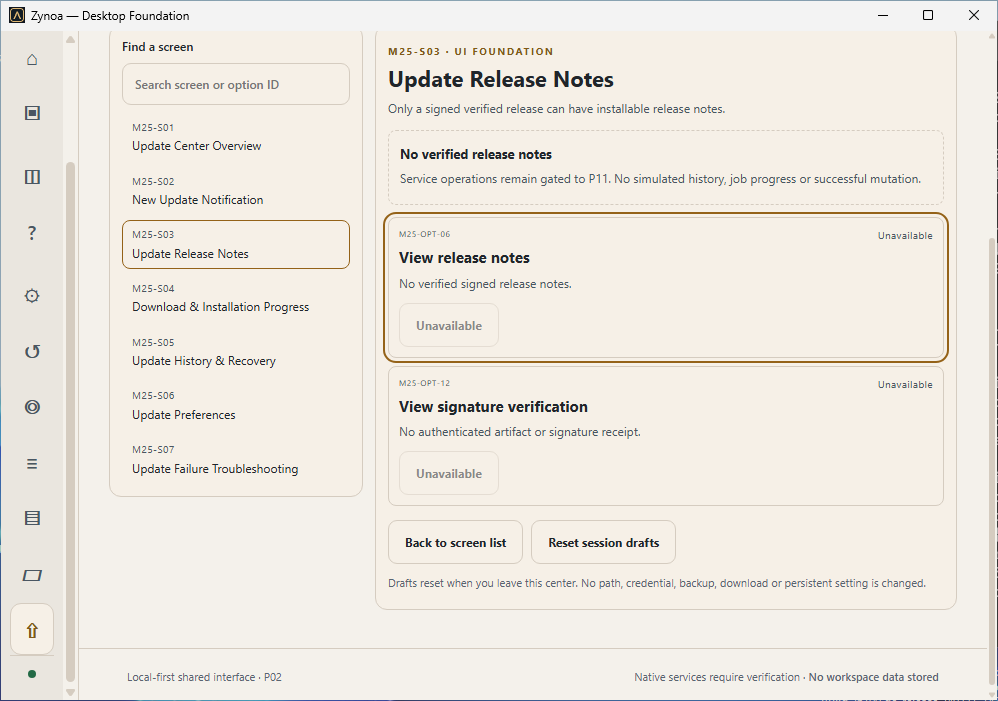 Zynoa — Desktop Foundation
Find a screen
Search screen or option ID
M25-S01
Update Center Overview
M25-S02
New Update Notification
M25-S03
Update Release Notes
M25-S04
Download & Installation Progress
M25-S05
Update History & Recovery
M25-S06
Update Preferences
M25-S07
Update Failure Troubleshooting
M25-S03 · UI FOUNDATION
Update Release Notes
Only a signed verified release can have installable release notes.
No verified release notes
Service operations remain gated to P11. No simulated history, job progress or successful mutation.
M25-OPT-06
Unavailable
View release notes
No verified signed release notes.
Unavailable
M25-OPT-12
Unavailable
View signature verification
No authenticated artifact or signature receipt.
Unavailable
Back to screen list
Reset session drafts
Drafts reset when you leave this center. No path, credential, backup, download or persistent setting is changed.
Local-first shared interface · P02
Native services require verification · No workspace data stored